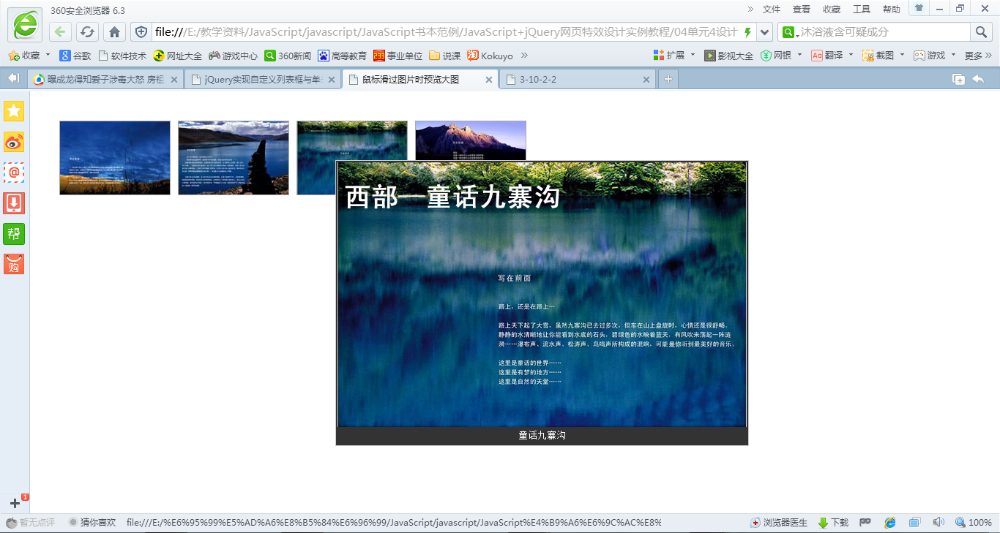 360安全浏览器 6.3
» 文件 查看 收藏 工具 帮助
file:///E:/教学资料/JavaScript/javascript/JavaScript书本范例/JavaScript+jQuery网页特效设计实例教程/04单元4设计
沐浴液含可疑成分
收藏 谷歌 软件技术 网址大全 游戏中心 360新闻 高等教育 事业单位 说课 Kokuyo » 扩展 影视大全 网银 翻译 截图 游戏 更多 »
曝成龙得知爱子涉毒大怒 房祖 jQuery实现自定义列表框与单 鼠标滑过图片时预览大图 3-10-2-2
@
帮
购
西部—童话九寨沟
写在前面
路上，还是在路上…
路上天下起了大雪，虽然九寨沟已去过多次，但车在山上盘旋时，心情还是很舒畅。
静静的水清晰地让你能看到水底的石头，碧绿色的水映着蓝天，有风吹来荡起一阵涟
漪……瀑布声、流水声、松涛声、鸟鸣声所构成的混响，可能是你听到最美好的音乐。
这里是童话的世界……
这里是有梦的地方……
这里是自然的天堂……
童话九寨沟
1
暂无点评 猜你喜欢 file:///E:/%E6%95%99%E5%AD%A6%E8%B5%84%E6%96%99/JavaScript/javascript/JavaScript%E4%B9%A6%E6%9C%AC%E8% 浏览器医生 下载 100%